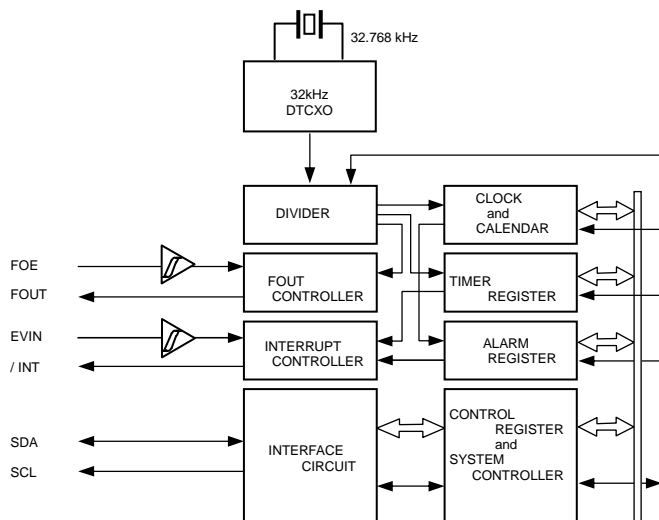 32.768 kHz
32kHz
DTCXO
DIVIDER
CLOCK
and
CALENDAR
FOE
FOUT
FOUT
CONTROLLER
TIMER
REGISTER
EVIN
/ INT
INTERRUPT
CONTROLLER
ALARM
REGISTER
SDA
SCL
INTERFACE
CIRCUIT
CONTROL
REGISTER
and
SYSTEM
CONTROLLER